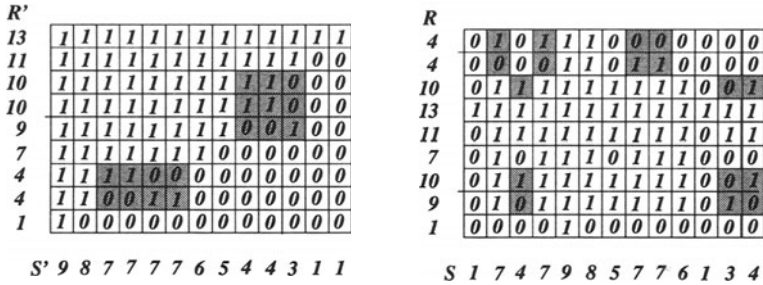 R'
13 1 1 1 1 1 1 1 1 1 1 1 1 1
11 1 1 1 1 1 1 1 1 1 1 1 0 0
10 1 1 1 1 1 1 1 1 1 1 0 0 0
10 1 1 1 1 1 1 1 1 1 1 0 0 0
9 1 1 1 1 1 1 1 1 0 0 1 0 0
7 1 1 1 1 1 1 1 0 0 0 0 0 0
4 1 1 1 1 0 0 0 0 0 0 0 0 0
4 1 1 0 0 1 1 0 0 0 0 0 0 0
1 1 0 0 0 0 0 0 0 0 0 0 0 0
S' 9 8 7 7 7 7 6 5 4 4 3 1 1
R
4 0 1 0 1 1 1 0 0 0 0 0 0 0
4 0 0 0 0 1 1 0 1 1 0 0 0 0
10 0 1 1 1 1 1 1 1 1 1 0 0 1
13 1 1 1 1 1 1 1 1 1 1 1 1 1
11 0 1 1 1 1 1 1 1 1 1 0 1 1
7 0 1 0 1 1 1 0 1 1 1 0 0 0
10 0 1 1 1 1 1 1 1 1 1 0 0 1
9 0 1 0 1 1 1 1 1 1 1 0 1 0
1 0 0 0 0 1 0 0 0 0 0 0 0 0
S 1 7 4 7 9 8 5 7 7 6 1 3 4